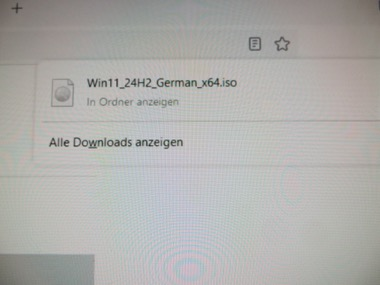 Win11_24H2_German_x64.iso
In Ordner anzeigen
Alle Downloads anzeigen